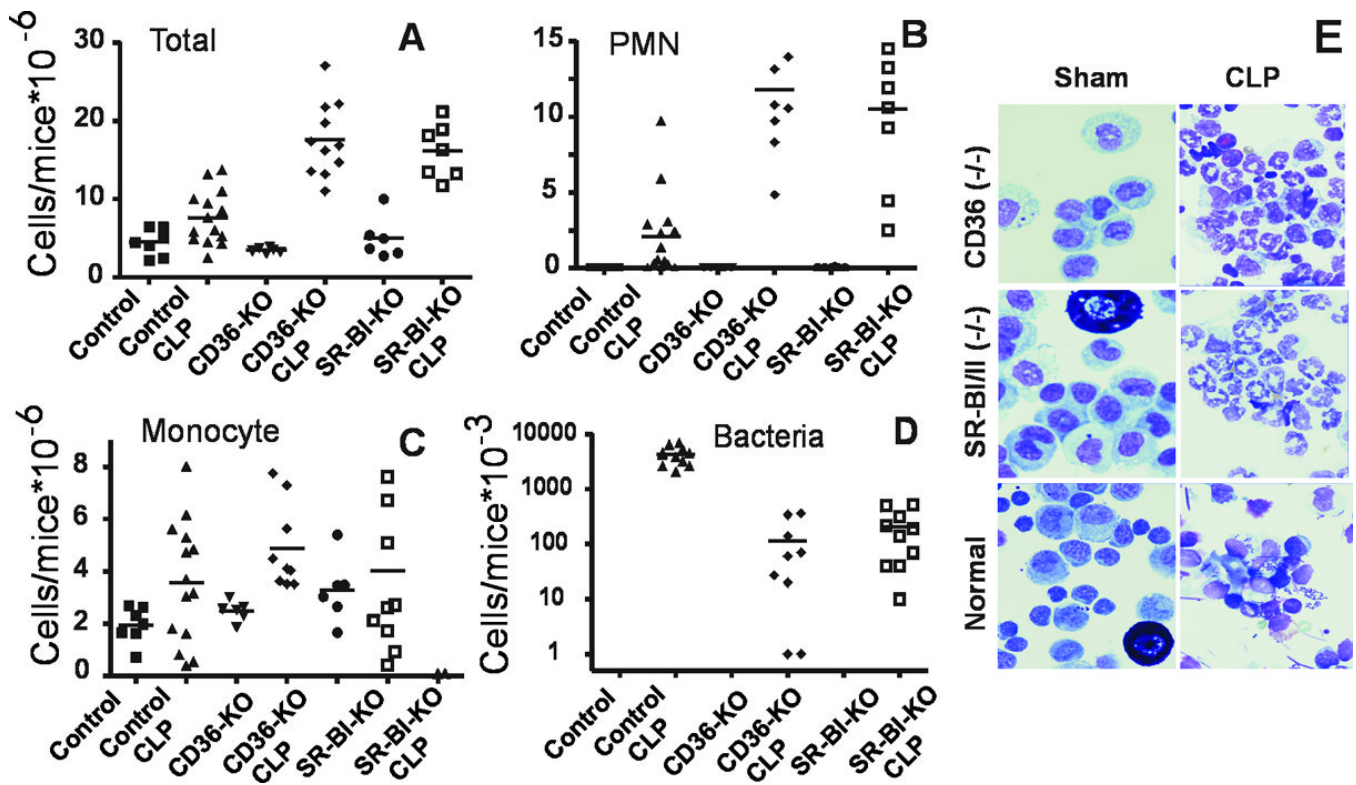 Total
A
Cells/mice*10-6
30
20
10
0
Control
Control CLP
CD36-KO
CD36-KO CLP
SR-BI-KO
SR-BI-KO CLP
PMN
B
15
10
5
0
Control
Control CLP
CD36-KO
CD36-KO CLP
SR-BI-KO
SR-BI-KO CLP
Monocyte
C
Cells/mice*10-6
8
6
4
2
0
Control
Control CLP
CD36-KO
CD36-KO CLP
SR-BI-KO
SR-BI-KO CLP
Bacteria
D
Cells/mice*10-3
10000
1000
100
10
1
Control
Control CLP
CD36-KO
CD36-KO CLP
SR-BI-KO
SR-BI-KO CLP
E
Sham
CLP
CD36 (-/-)
SR-BI/II (-/-)
Normal